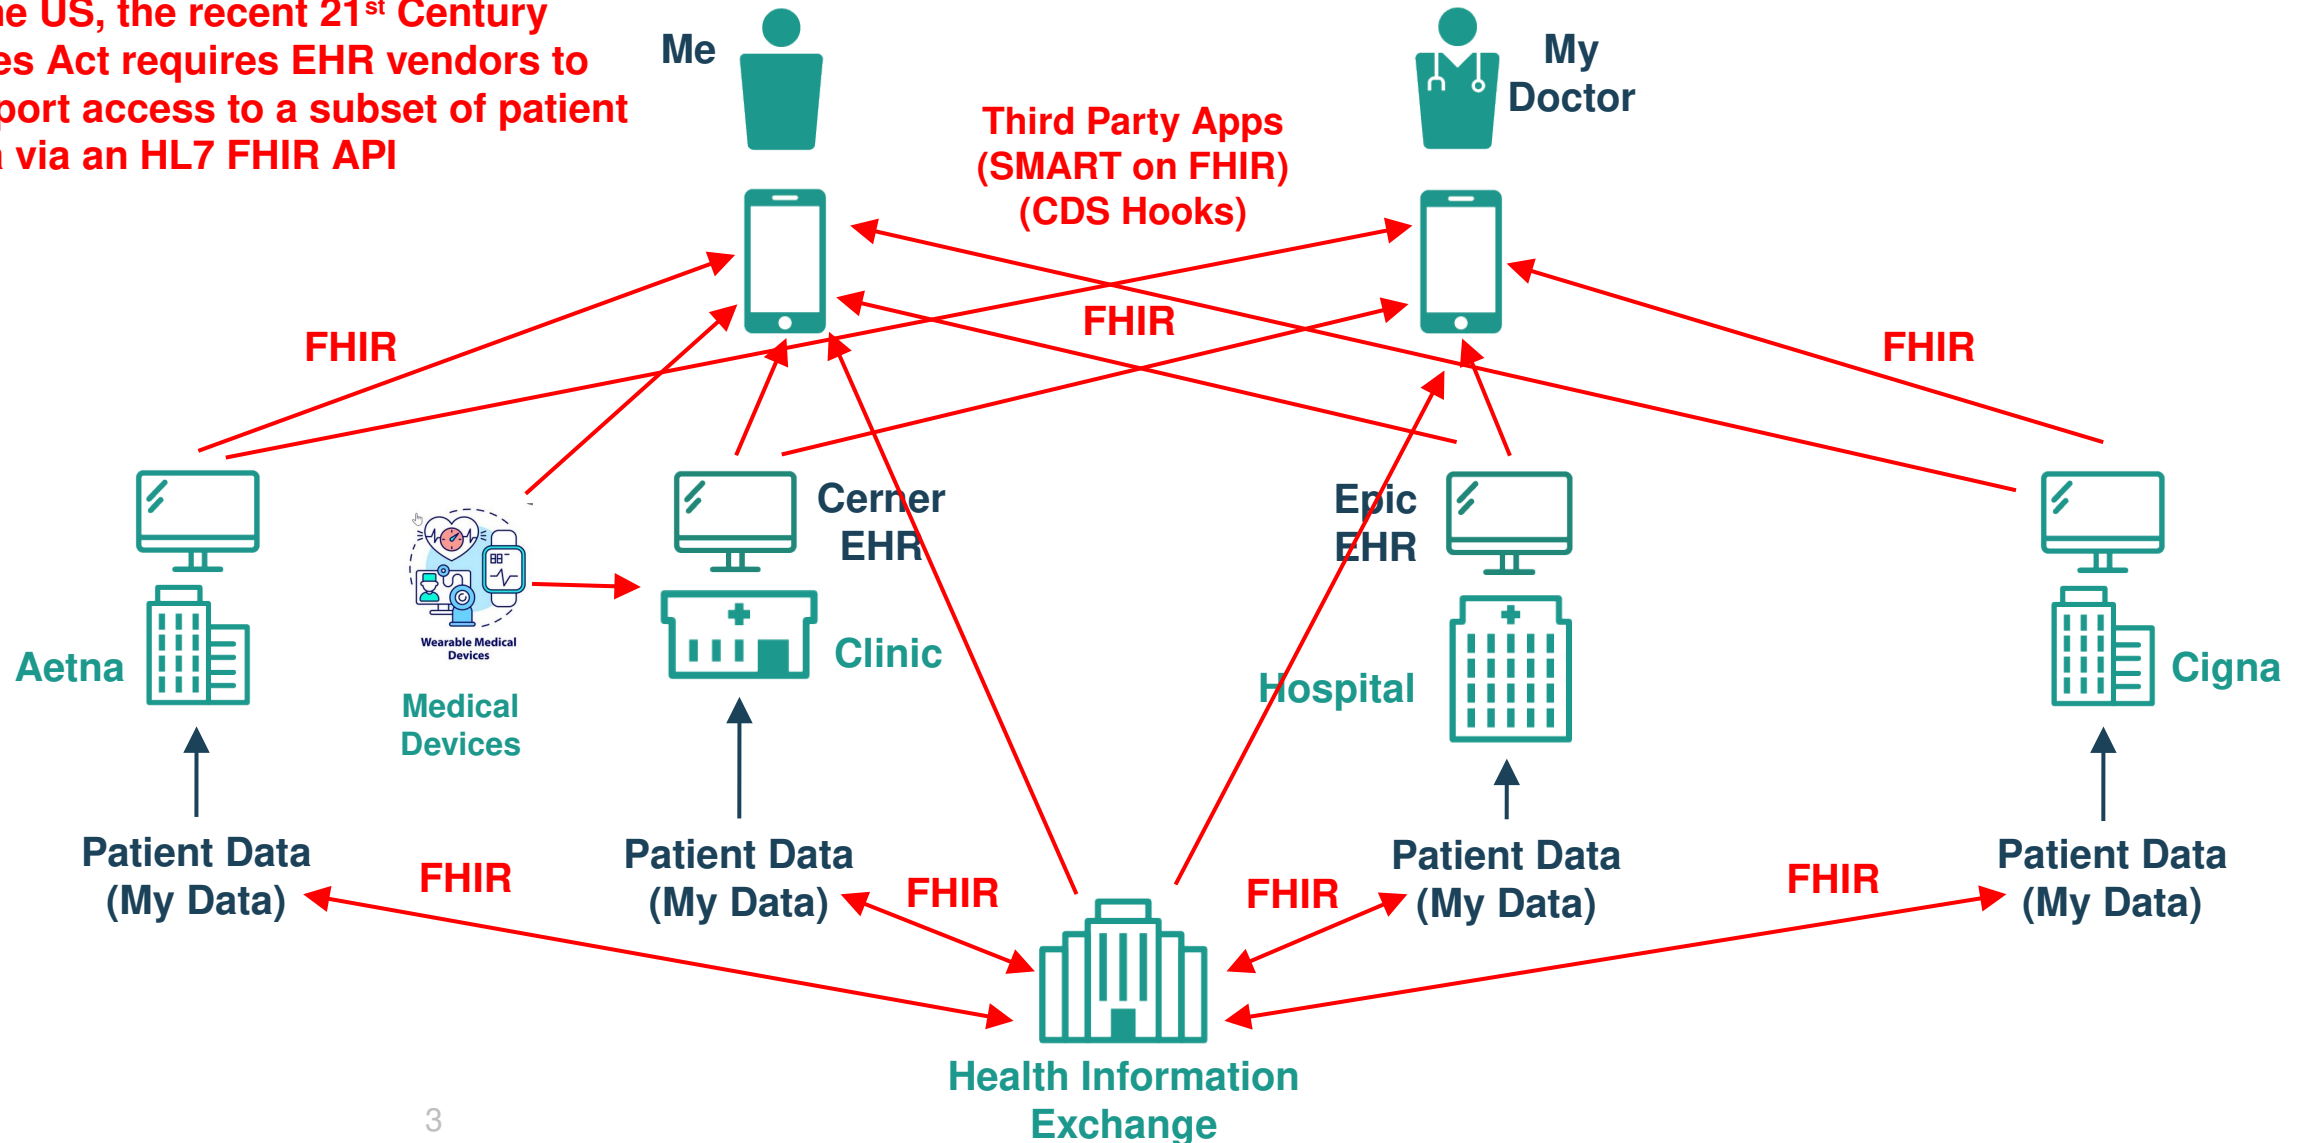 ne US, the recent 21st Century
es Act requires EHR vendors to
port access to a subset of patient
via an HL7 FHIR API
Me
My
Doctor
Third Party Apps
(SMART on FHIR)
(CDS Hooks)
FHIR
FHIR
FHIR
Cerner
EHR
Epic
EHR
Wearable Medical
Devices
Aetna
Clinic
Hospital
Cigna
Medical
Devices
Patient Data
(My Data)
Patient Data
(My Data)
Patient Data
(My Data)
Patient Data
(My Data)
FHIR
FHIR
FHIR
FHIR
Health Information
Exchange
3